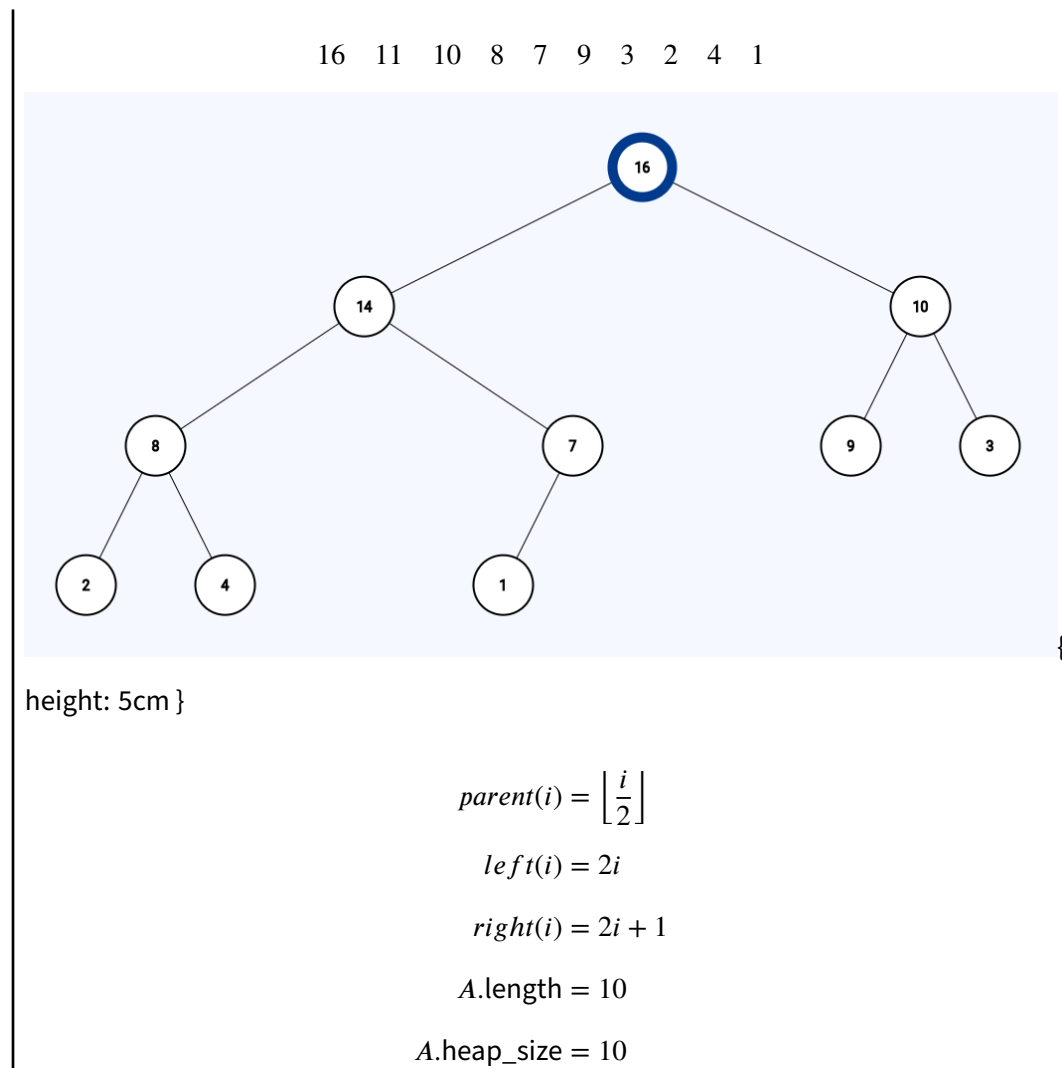 16 11 10 8 7 9 3 2 4 1
16
14 10
8 7 9 3
2 4 1
{
height: 5cm }
parent(i) = ⌊i/2⌋
left(i) = 2i
right(i) = 2i + 1
A.length = 10
A.heap_size = 10